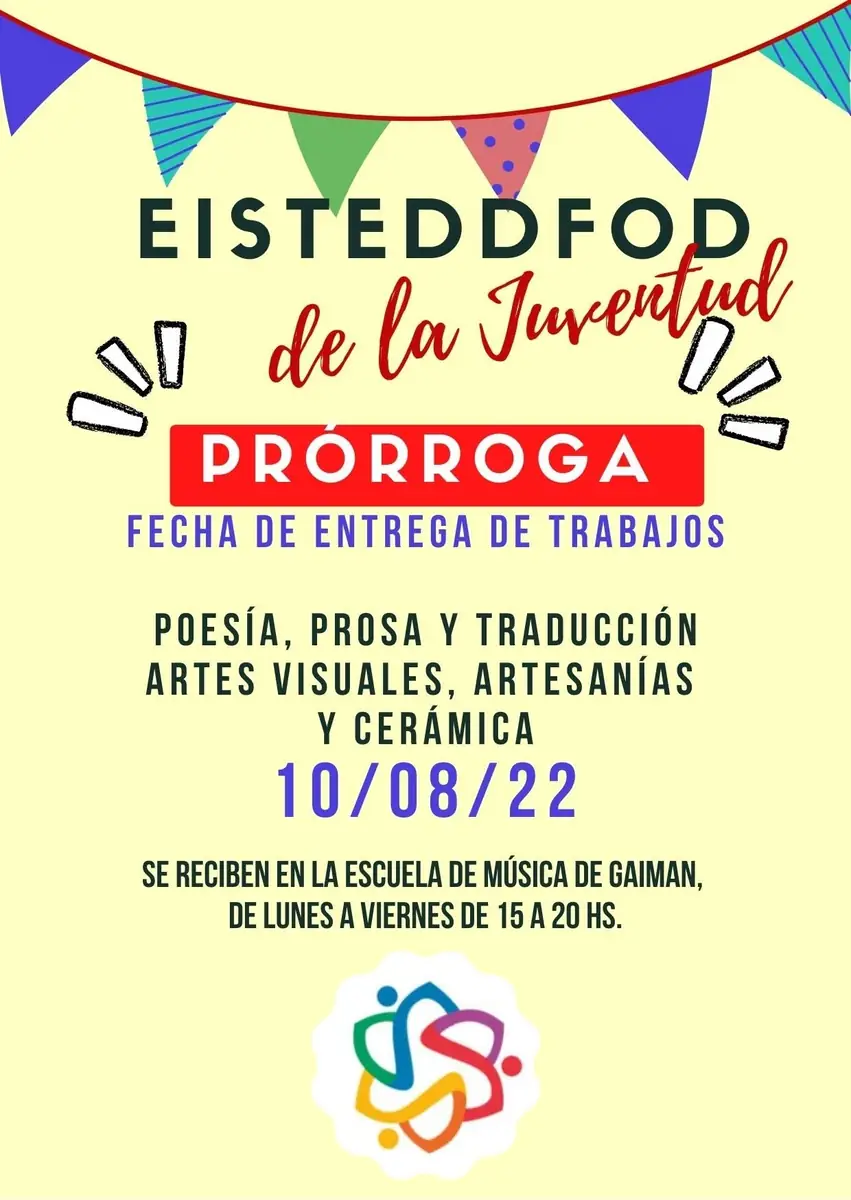 EISTEDDFOD
de la Juventud
PRÓRROGA
FECHA DE ENTREGA DE TRABAJOS
POESÍA, PROSA Y TRADUCCIÓN
ARTES VISUALES, ARTESANÍAS
Y CERÁMICA
10/08/22
SE RECIBEN EN LA ESCUELA DE MÚSICA DE GAIMAN,
DE LUNES A VIERNES DE 15 A 20 HS.